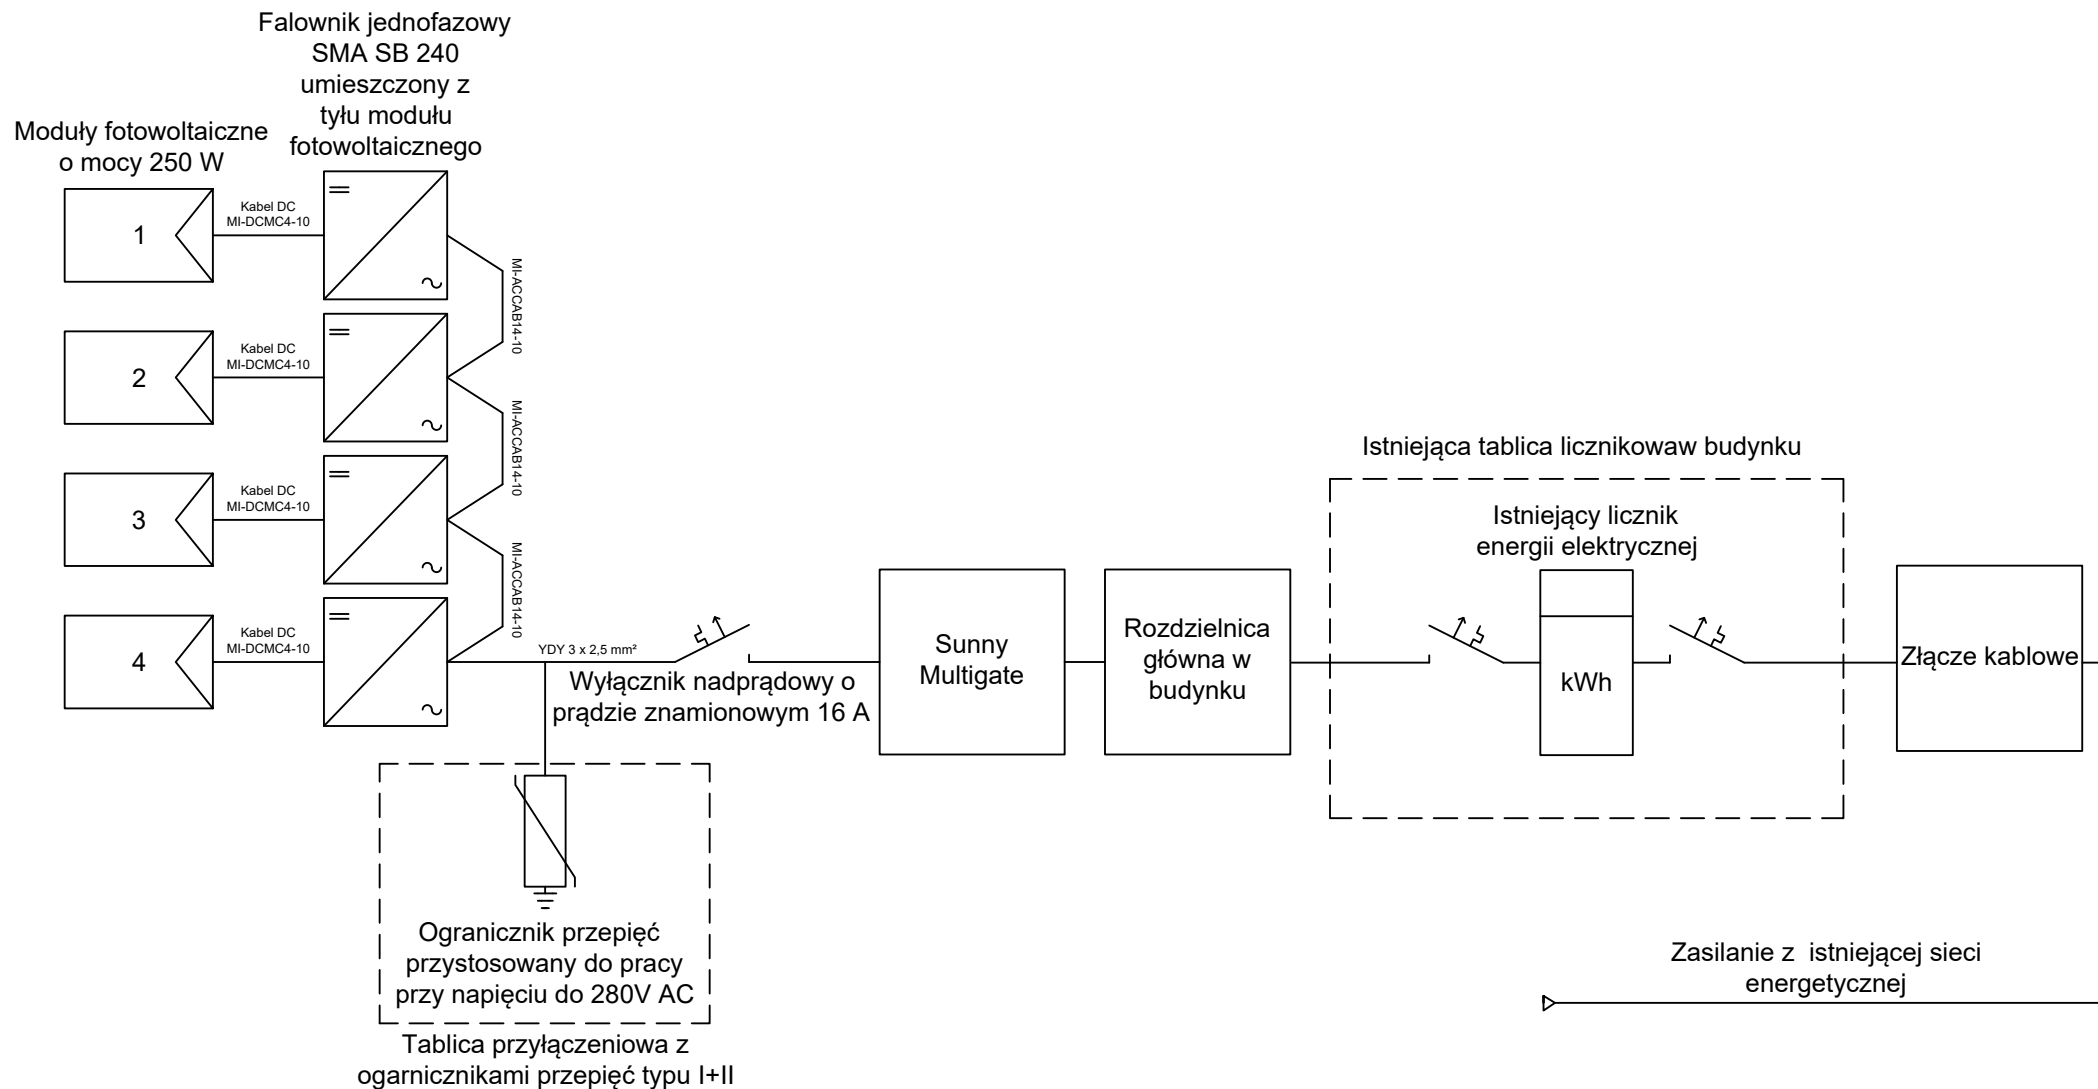 Falownik jednofazowy
SMA SB 240
umieszczony z
tyłu modułu
fotowoltaicznego
Moduły fotowoltaiczne
o mocy 250 W
1
Kabel DC
MI-DCMC4-10
MI-ACCAB14-10
2
Kabel DC
MI-DCMC4-10
MI-ACCAB14-10
3
Kabel DC
MI-DCMC4-10
MI-ACCAB14-10
4
Kabel DC
MI-DCMC4-10
YDY 3 x 2,5 mm²
Wyłącznik nadprądowy o
prądzie znamionowym 16 A
Sunny
Multigate
Rozdzielnica
główna w
budynku
Istniejąca tablica licznikowaw budynku
Istniejący licznik
energii elektrycznej
kWh
Złącze kablowe
Ogranicznik przepięć
przystosowany do pracy
przy napięciu do 280V AC
Tablica przyłączeniowa z
ogarnicznikami przepięć typu I+II
Zasilanie z  istniejącej sieci
energetycznej